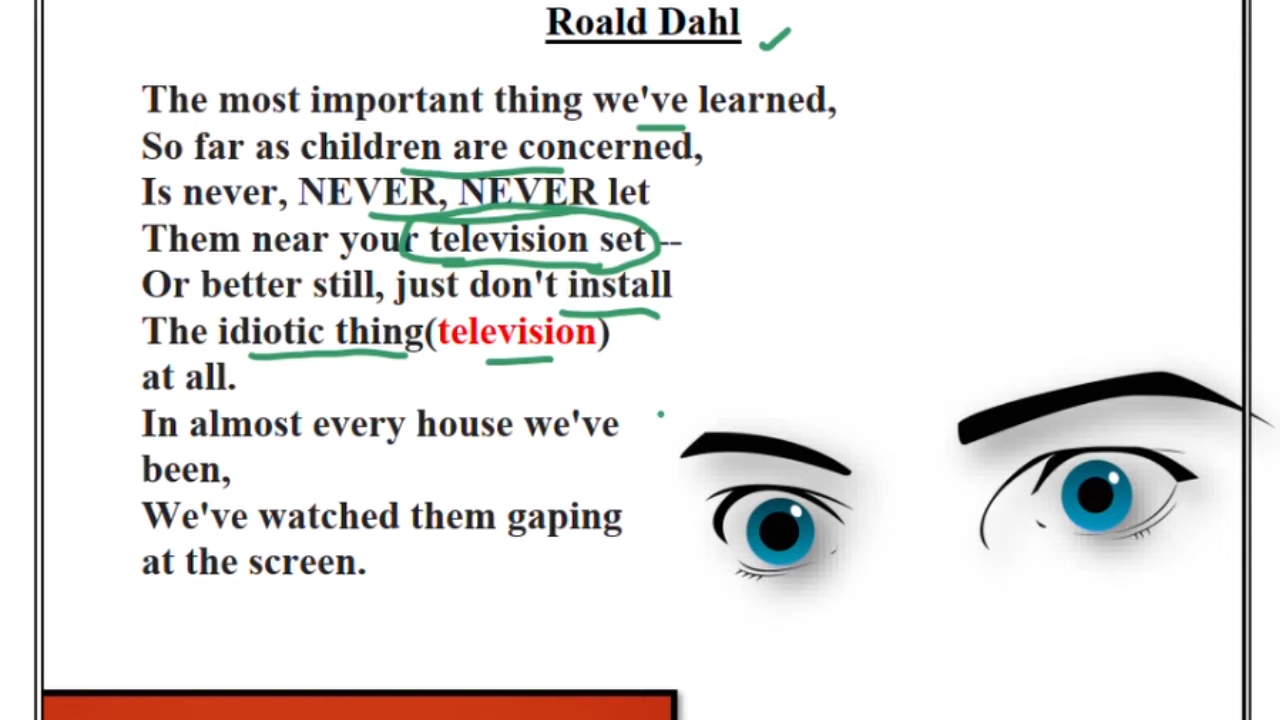 Roald Dahl
The most important thing we've learned,
So far as children are concerned,
Is never, NEVER, NEVER let
Them near your television set --
Or better still, just don't install
The idiotic thing(television)
at all.
In almost every house we've
been,
We've watched them gaping
at the screen.